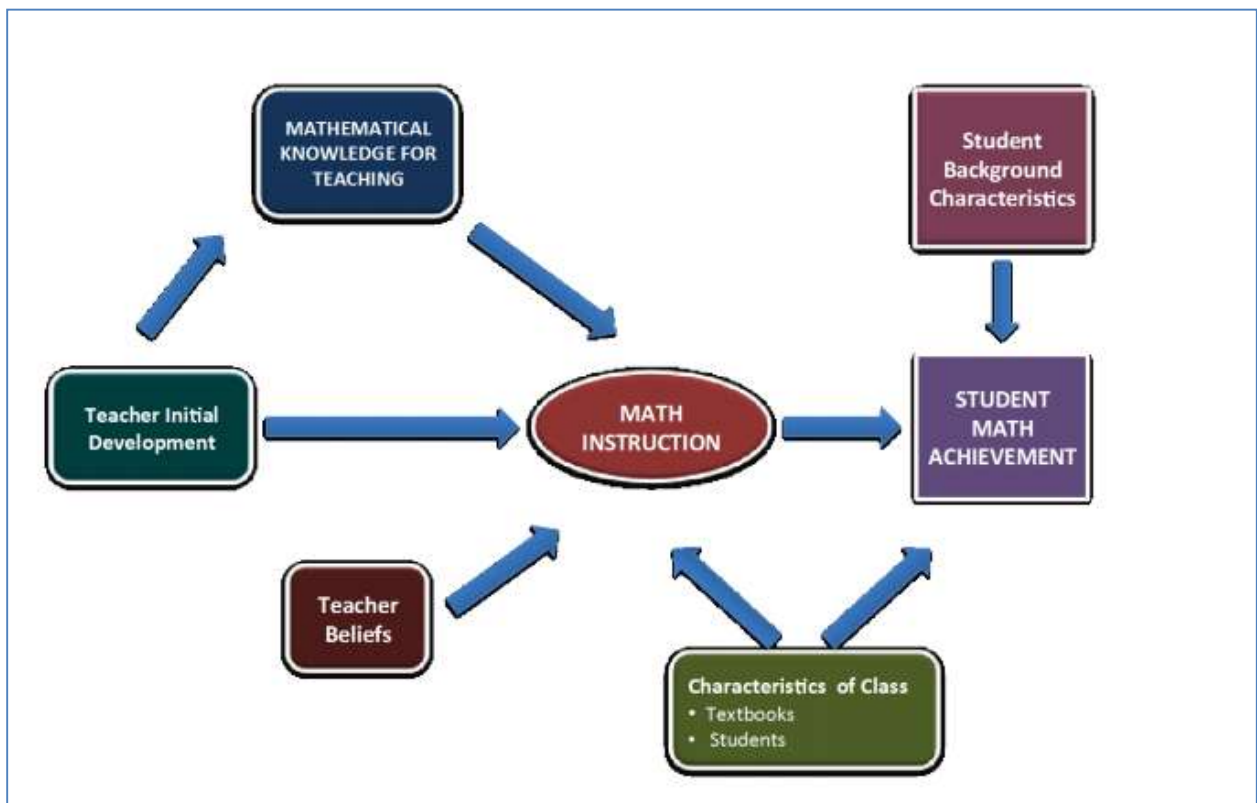 MATHEMATICAL
KNOWLEDGE FOR
TEACHING
Student
Background
Characteristics
Teacher Initial
Development
MATH
INSTRUCTION
STUDENT
MATH
ACHIEVEMENT
Teacher
Beliefs
Characteristics of Class
• Textbooks
• Students